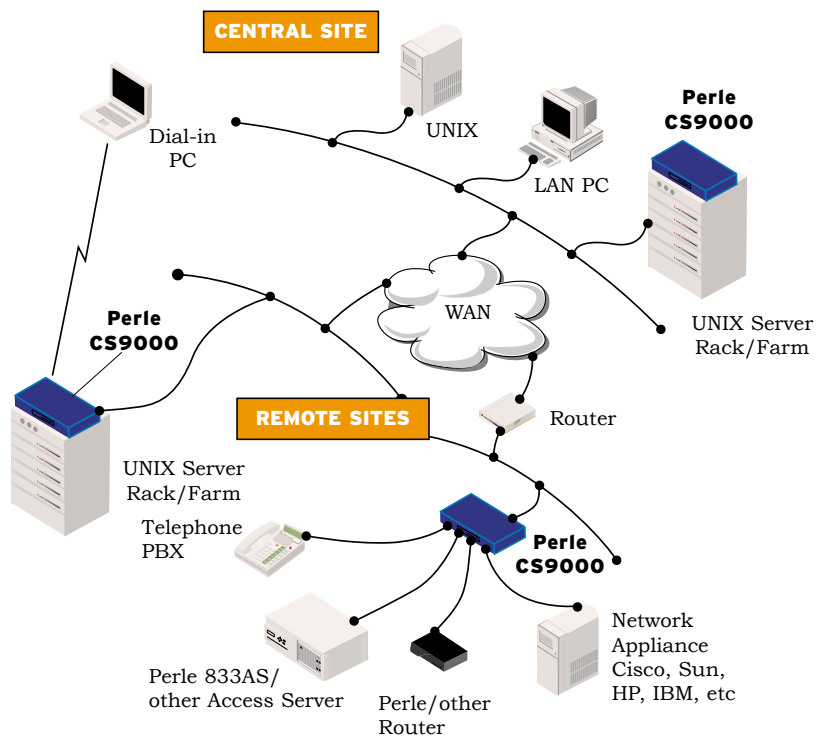 CENTRAL SITE
Dial-in
PC
UNIX
LAN PC
Perle
CS9000
UNIX Server
Rack/Farm
WAN
Perle
CS9000
REMOTE SITES
Router
UNIX Server
Rack/Farm
Telephone
PBX
Perle
CS9000
Perle 833AS/
other Access Server
Perle/other
Router
Network
Appliance
Cisco, Sun,
HP, IBM, etc